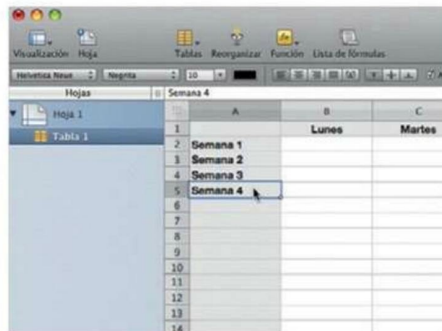 Visualización Hoja Tablas Reorganizar Función Lista de fórmulas
Helvetica Neue Negrita 10
Hojas Semana 4
Hoja 1 A B C
Tabla 1 1 Lunes Martes
2 Semana 1
3 Semana 2
4 Semana 3
5 Semana 4
6
7
8
9
10
11
12
13
14